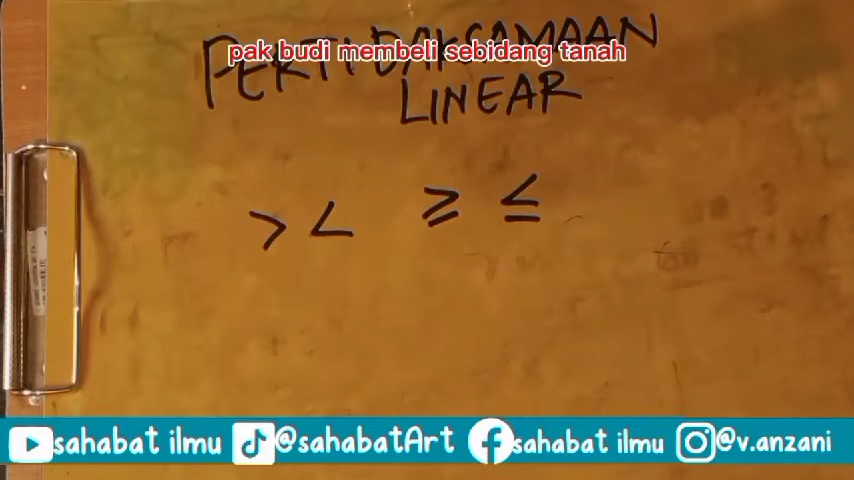 PERTIDAKSAMAAN
pak budi membeli sebidang tanah
LINEAR
> < ≥ ≤
sahabat ilmu @sahabatArt sahabat ilmu @v.anzani